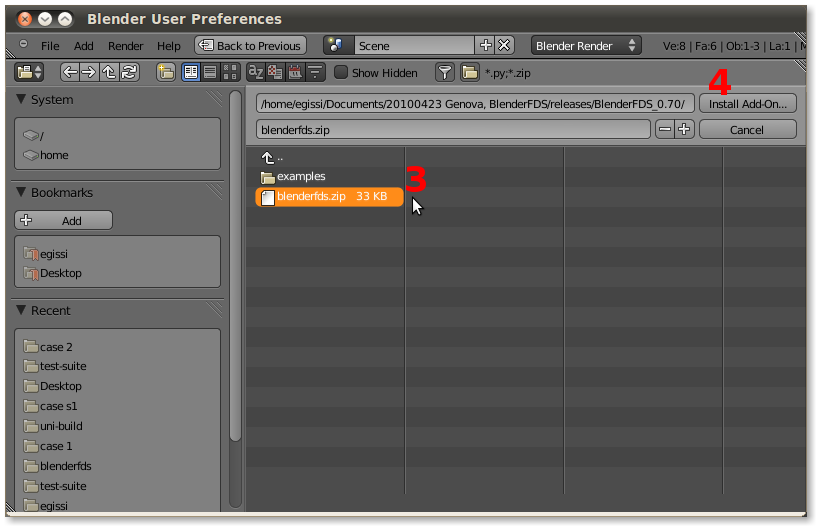 Blender User Preferences
File Add Render Help Back to Previous Scene Blender Render Ve:8 | Fa:6 | Ob:1-3 | La:1 |
Show Hidden *.py;*.zip
System
/
home
Bookmarks
Add
egissi
Desktop
Recent
case 2
test-suite
Desktop
case s1
uni-build
case 1
blenderfds
test-suite
egissi
4
/home/egissi/Documents/20100423 Genova, BlenderFDS/releases/BlenderFDS_0.70/ Install Add-On...
blenderfds.zip Cancel
..
examples
3
blenderfds.zip 33 KB